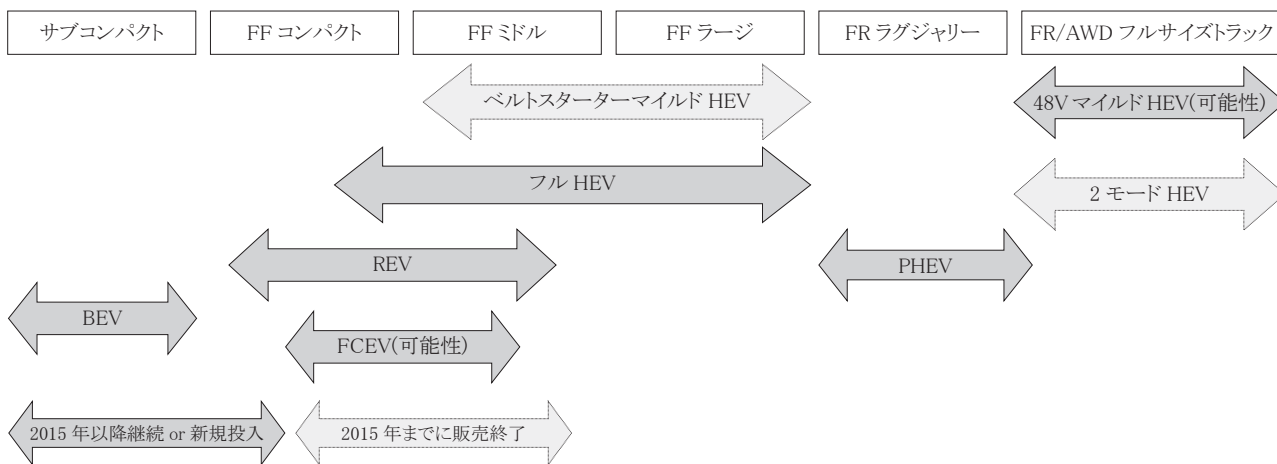 サブコンパクト
FF コンパクト
FF ミドル
FF ラージ
FR ラグジャリー
FR/AWD フルサイズトラック
ベルトスターターマイルド HEV
48V マイルド HEV(可能性)
フル HEV
2 モード HEV
REV
PHEV
BEV
FCEV(可能性)
2015 年以降継続 or 新規投入
2015 年までに販売終了